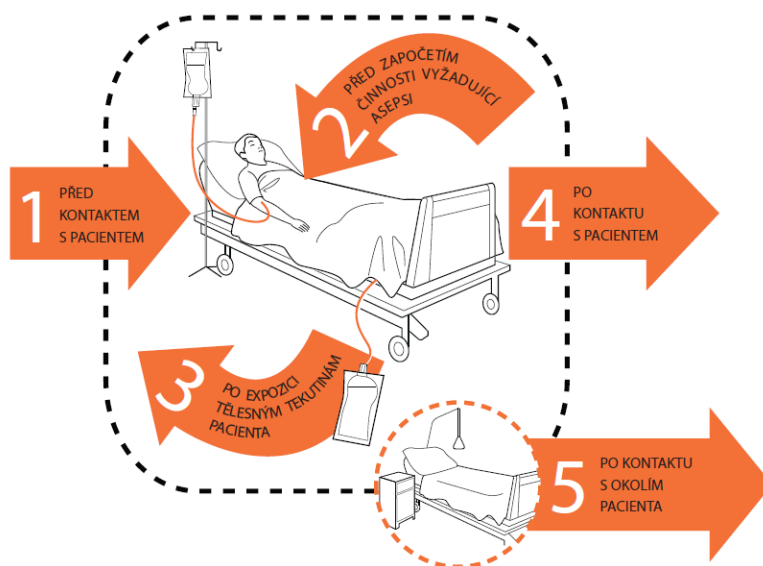 1
PŘED
KONTAKTEM
S PACIENTEM
2
PŘED ZAPOČETÍM
ČINNOSTI VYŽADUJÍCÍ
ASEPSI
3
PO EXPOZICI
TĚLESNÝM TEKUTINÁM
PACIENTA
4
PO
KONTAKTU
S PACIENTEM
5
PO KONTAKTU
S OKOLÍM
PACIENTA